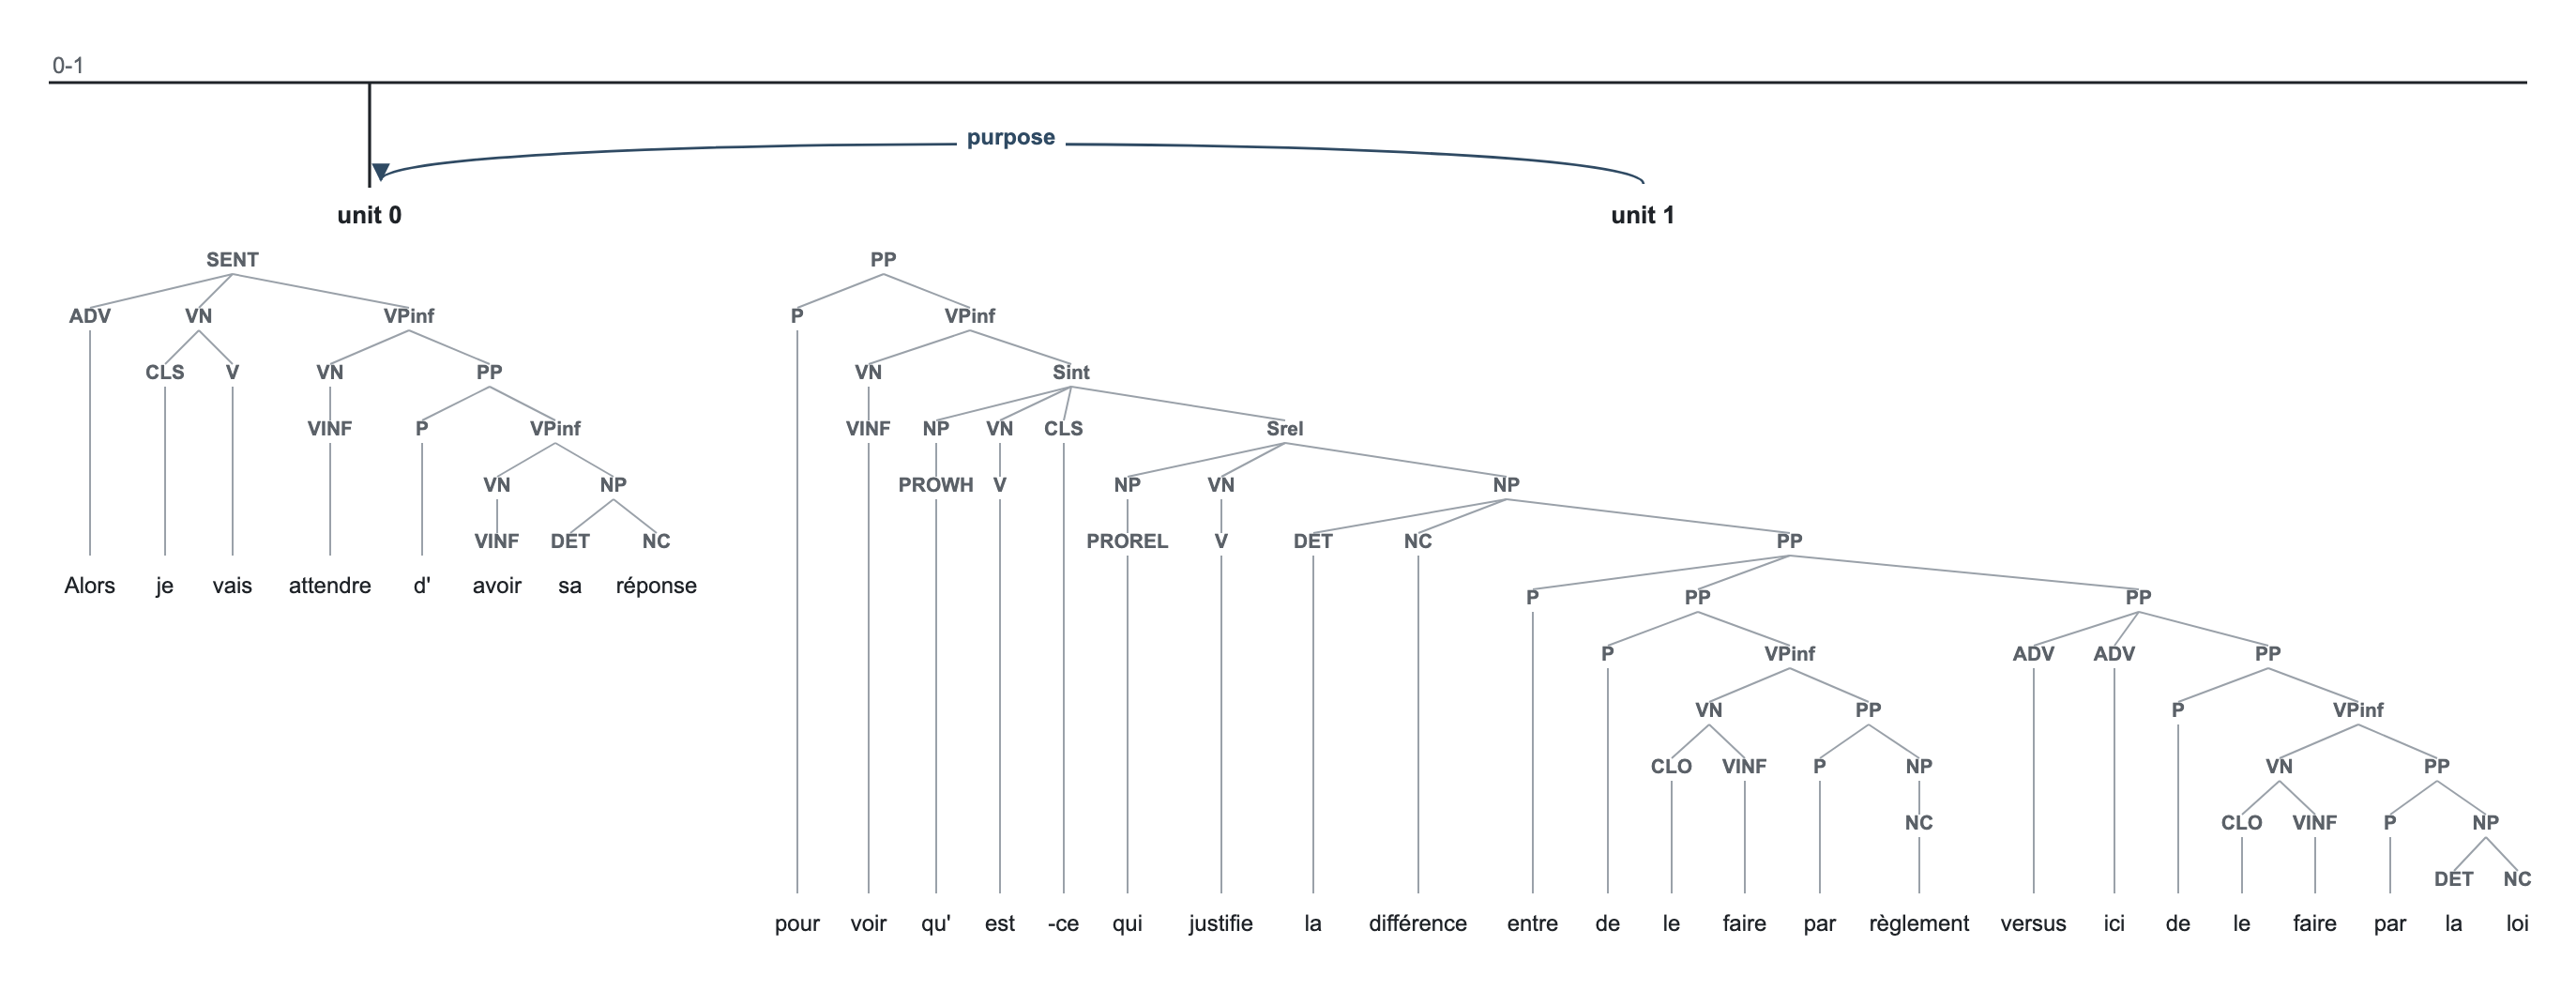 0-1
purpose
unit 0 unit 1
SENT PP
ADV VN VPinf P VPinf
CLS V VN PP VN Sint
VINF P VPinf VINF NP VN CLS Srel
VN NP PROWH V NP VN NP
VINF DET NC PROREL V DET NC PP
Alors je vais attendre d' avoir sa réponse
P PP PP
P VPinf ADV ADV PP
VN PP P VPinf
CLO VINF P NP VN PP
NC CLO VINF P NP
DET NC
pour voir qu' est -ce qui justifie la différence entre de le faire par règlement versus ici de le faire par la loi